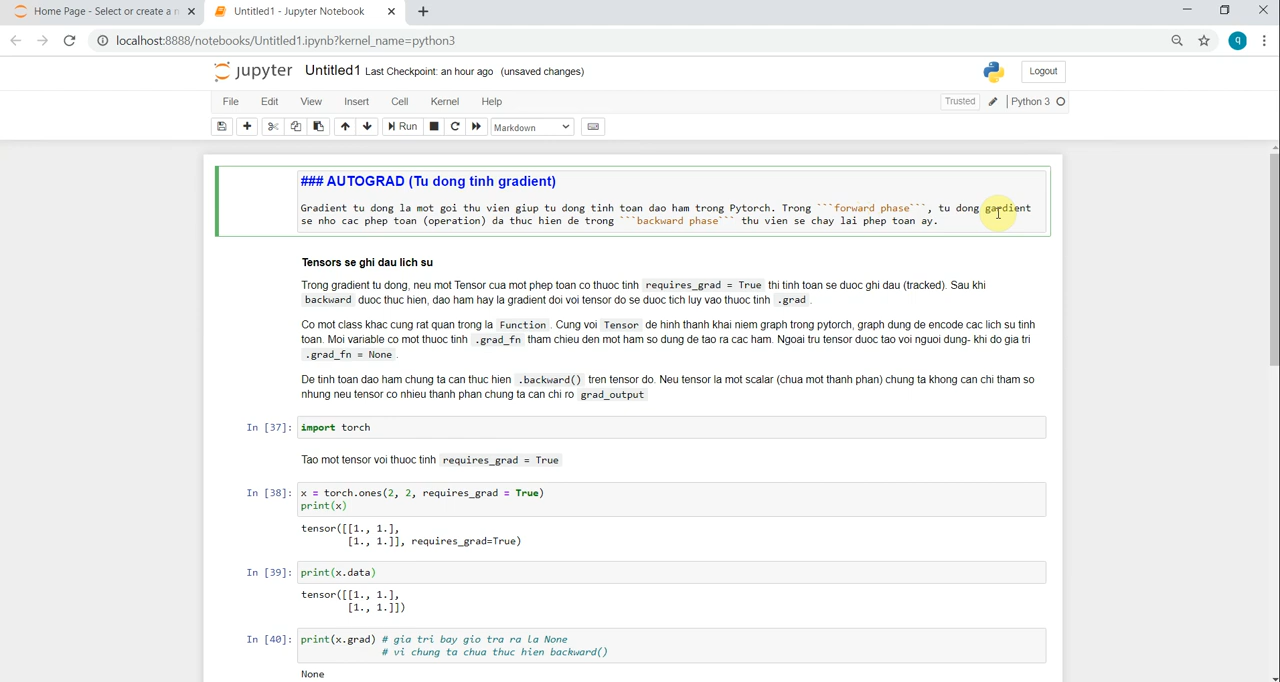 Home Page - Select or create a n
Untitled1 - Jupyter Notebook
localhost:8888/notebooks/Untitled1.ipynb?kernel_name=python3
q
jupyter Untitled1 Last Checkpoint: an hour ago (unsaved changes)
Logout
File Edit View Insert Cell Kernel Help
Trusted Python 3
Run Markdown
### AUTOGRAD (Tu dong tinh gradient)
Gradient tu dong la mot goi thu vien giup tu dong tinh toan dao ham trong Pytorch. Trong ```forward phase```, tu dong gardient
se nho cac phep toan (operation) da thuc hien de trong ```backward phase``` thu vien se chay lai phep toan ay.
Tensors se ghi dau lich su
Trong gradient tu dong, neu mot Tensor cua mot phep toan co thuoc tinh requires_grad = True thi tinh toan se duoc ghi dau (tracked). Sau khi
backward duoc thuc hien, dao ham hay la gradient doi voi tensor do se duoc tich luy vao thuoc tinh .grad.
Co mot class khac cung rat quan trong la Function. Cung voi Tensor de hinh thanh khai niem graph trong pytorch, graph dung de encode cac lich su tinh
toan. Moi variable co mot thuoc tinh .grad_fn tham chieu den mot ham so dung de tao ra cac ham. Ngoai tru tensor duoc tao voi nguoi dung- khi do gia tri
.grad_fn = None.
De tinh toan dao ham chung ta can thuc hien .backward() tren tensor do. Neu tensor la mot scalar (chua mot thanh phan) chung ta khong can chi tham so
nhung neu tensor co nhieu thanh phan chung ta can chi ro grad_output
In [37]: import torch
Tao mot tensor voi thuoc tinh requires_grad = True
In [38]: x = torch.ones(2, 2, requires_grad = True)
print(x)
tensor([[1., 1.],
[1., 1.]], requires_grad=True)
In [39]: print(x.data)
tensor([[1., 1.],
[1., 1.]])
In [40]: print(x.grad) # gia tri bay gio tra ra la None
# vi chung ta chua thuc hien backward()
None